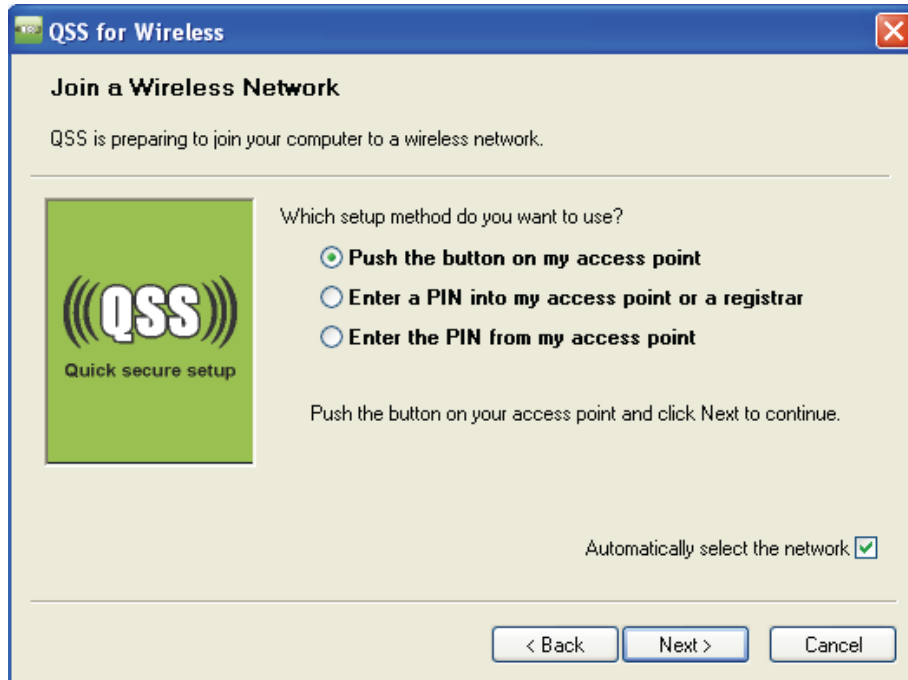 QSS for Wireless
Join a Wireless Network
QSS is preparing to join your computer to a wireless network.
Which setup method do you want to use?
Push the button on my access point
Enter a PIN into my access point or a registrar
Enter the PIN from my access point
(((QSS)))
Quick secure setup
Push the button on your access point and click Next to continue.
Automatically select the network
< Back Next > Cancel